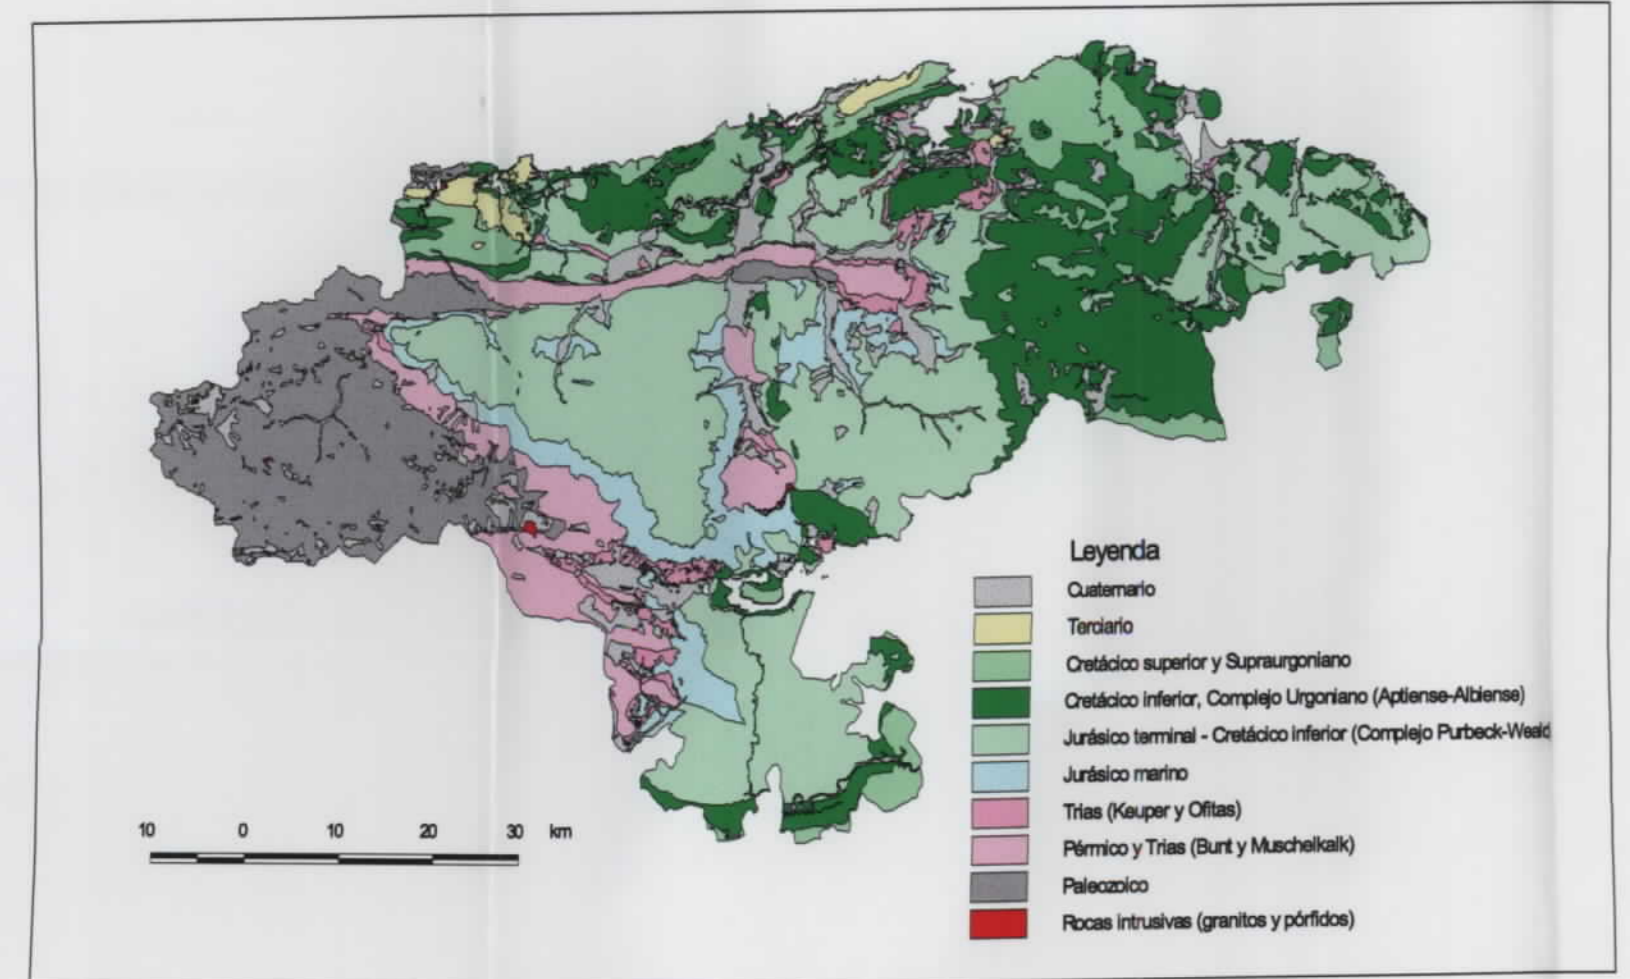 Leyenda
Cuaternario
Terciario
Cretácico superior y Supraurgoniano
Cretácico inferior, Complejo Urgoniano (Aptiense-Albiense)
Jurásico terminal - Cretácico inferior (Complejo Purbeck-Weald
Jurásico marino
Trias (Keuper y Ofitas)
Pérmico y Trias (Bunt y Muschelkalk)
Paleozoico
Rocas intrusivas (granitos y pórfidos)
10 0 10 20 30 km